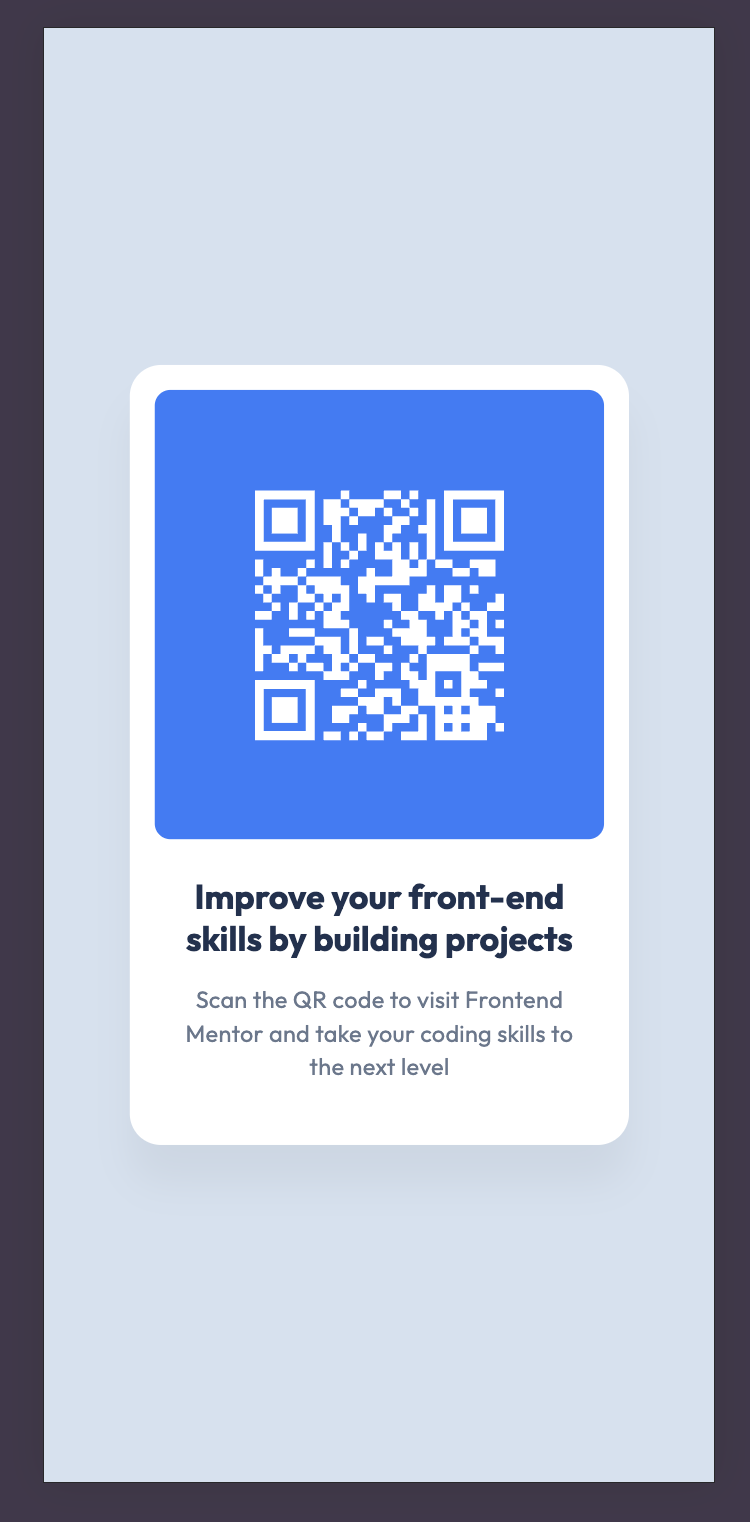 Improve your front-end
skills by building projects
Scan the QR code to visit Frontend
Mentor and take your coding skills to
the next level